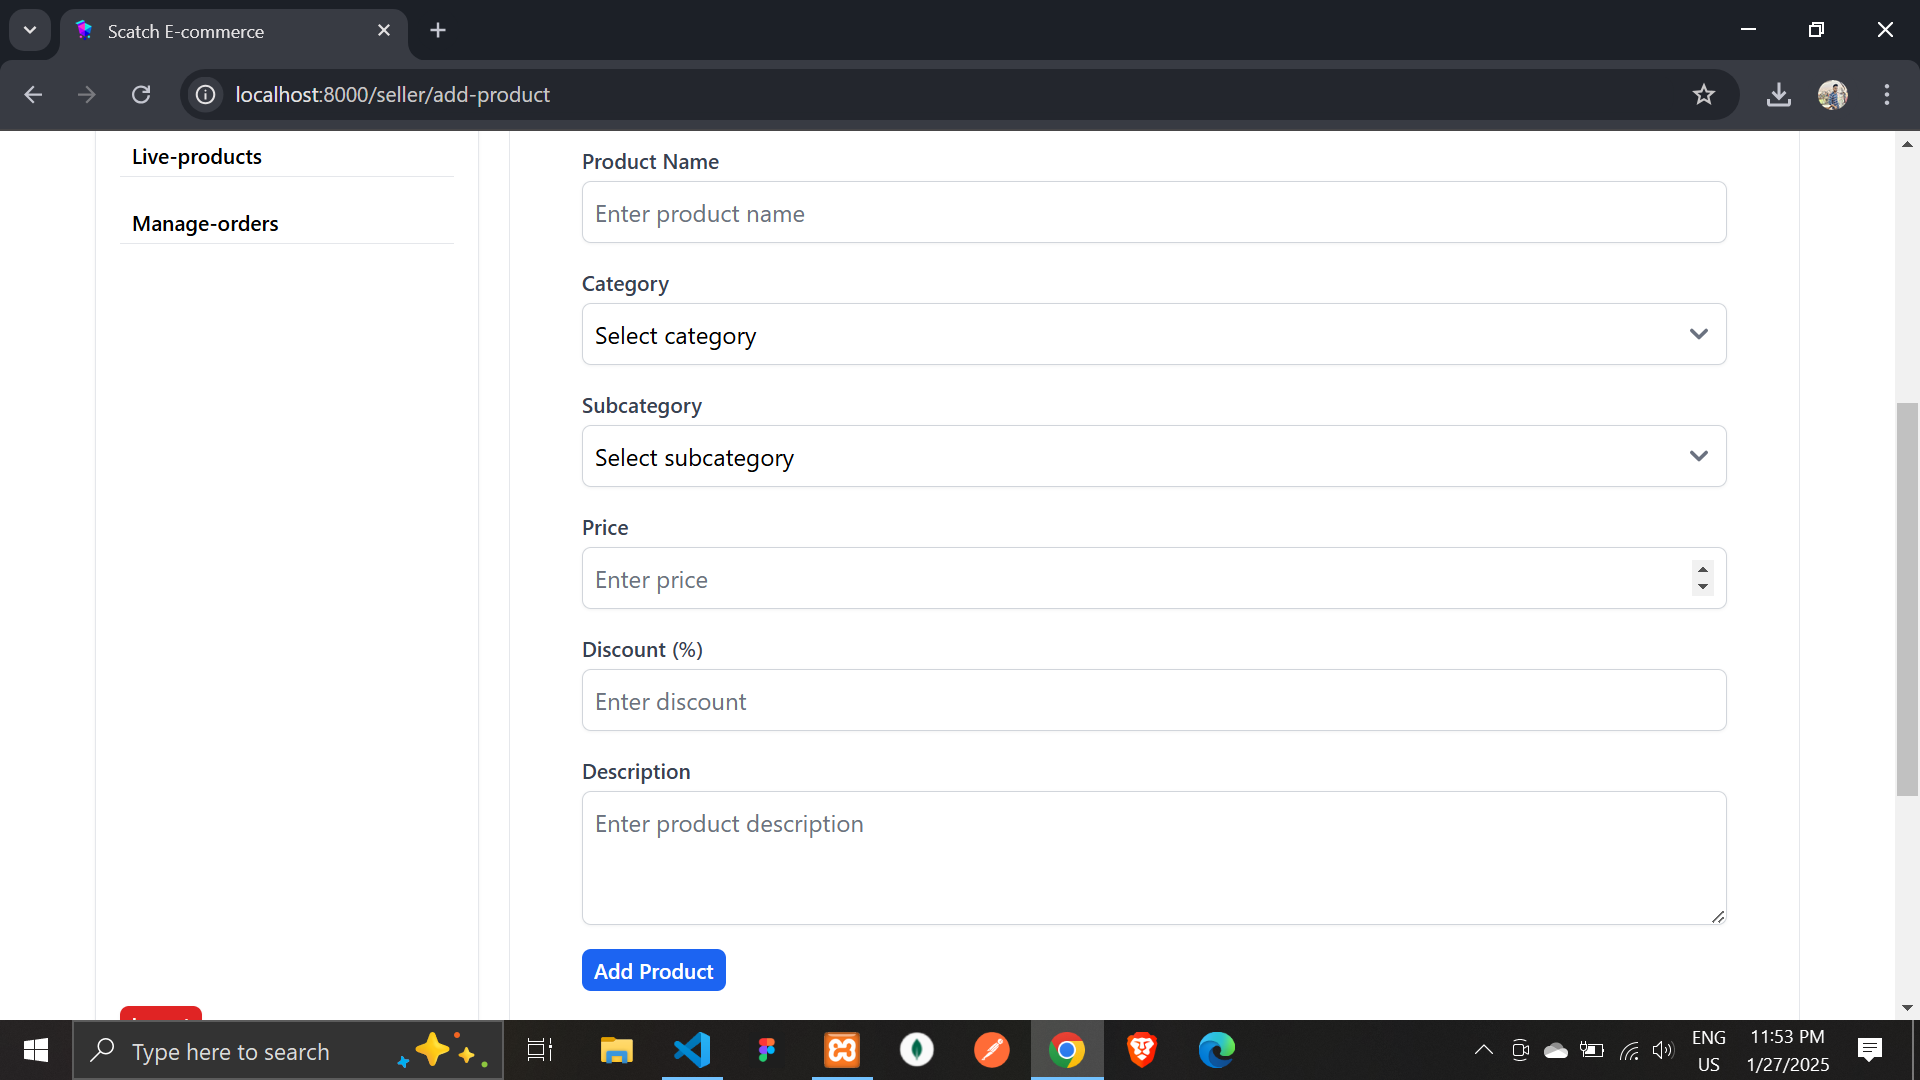 Scatch E-commerce
localhost:8000/seller/add-product
Live-products
Manage-orders
Product Name
Enter product name
Category
Select category
Subcategory
Select subcategory
Price
Enter price
Discount (%)
Enter discount
Description
Enter product description
Add Product
Type here to search
ENG
US
11:53 PM
1/27/2025